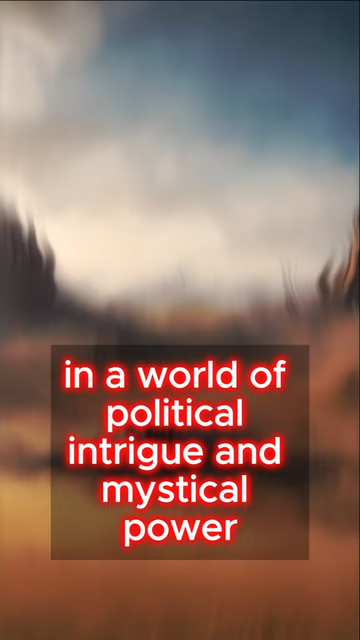 in a world of
political
intrigue and
mystical
power